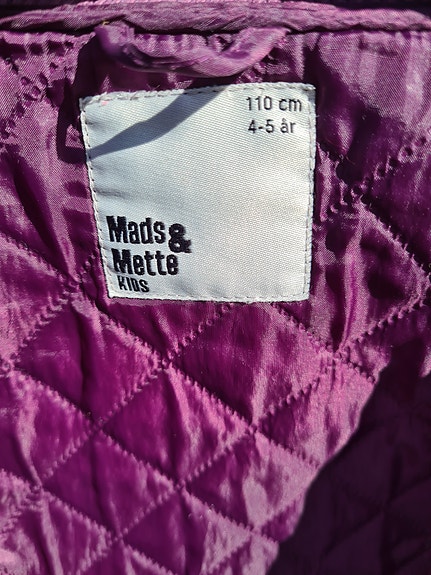 110 cm
4-5 år
Mads &
Mette
KIDS